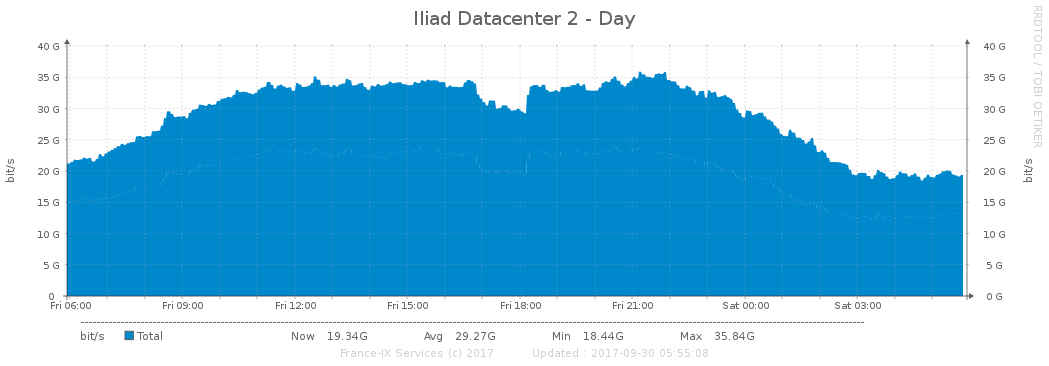 Iliad Datacenter 2 - Day
RRDTOOL / TOBI OETIKER
40 G 40 G
35 G 35 G
30 G 30 G
25 G 25 G
20 G 20 G
15 G 15 G
10 G 10 G
5 G 5 G
0 0 G
bit/s bit/s
Fri 06:00 Fri 09:00 Fri 12:00 Fri 15:00 Fri 18:00 Fri 21:00 Sat 00:00 Sat 03:00
bit/s Total Now 19.34G Avg 29.27G Min 18.44G Max 35.84G
France-IX Services (c) 2017 Updated : 2017-09-30 05:55:08